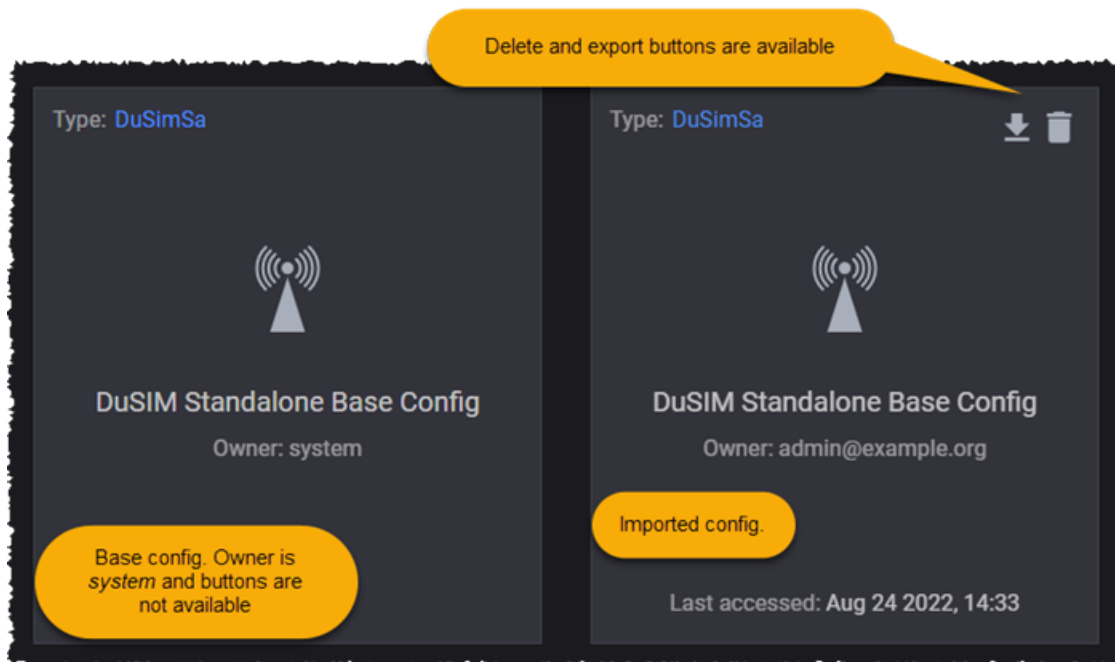 Delete and export buttons are available
Type: DuSimSa
DuSIM Standalone Base Config
Owner: system
Base config. Owner is
system and buttons are
not available
Type: DuSimSa
DuSIM Standalone Base Config
Owner: admin@example.org
Imported config.
Last accessed: Aug 24 2022, 14:33